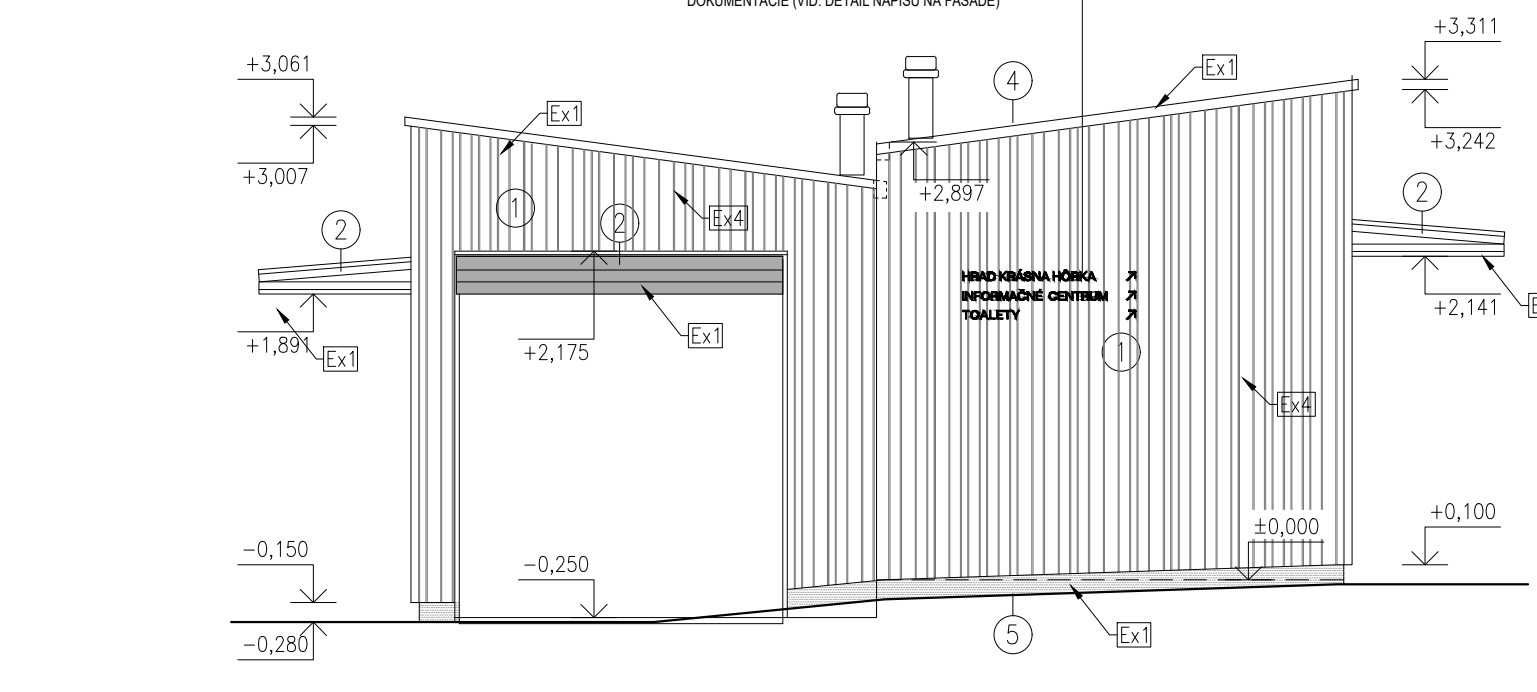 DOKUMENTÁCIE (VIĎ. DETAIL NÁPISU NA FASÁDE)
+3,311
+3,061
4
Ex1
Ex1
+3,242
+3,007
+2,897
1
Ex4
2
2
2
HRAD KRÁSNA HÔRKA ↗
INFORMAČNÉ CENTRUM ↗
TOALETY ↗
+2,141
+1,891
Ex1
Ex1
+2,175
1
Ex4
+0,100
±0,000
-0,150
-0,250
-0,280
5
Ex1